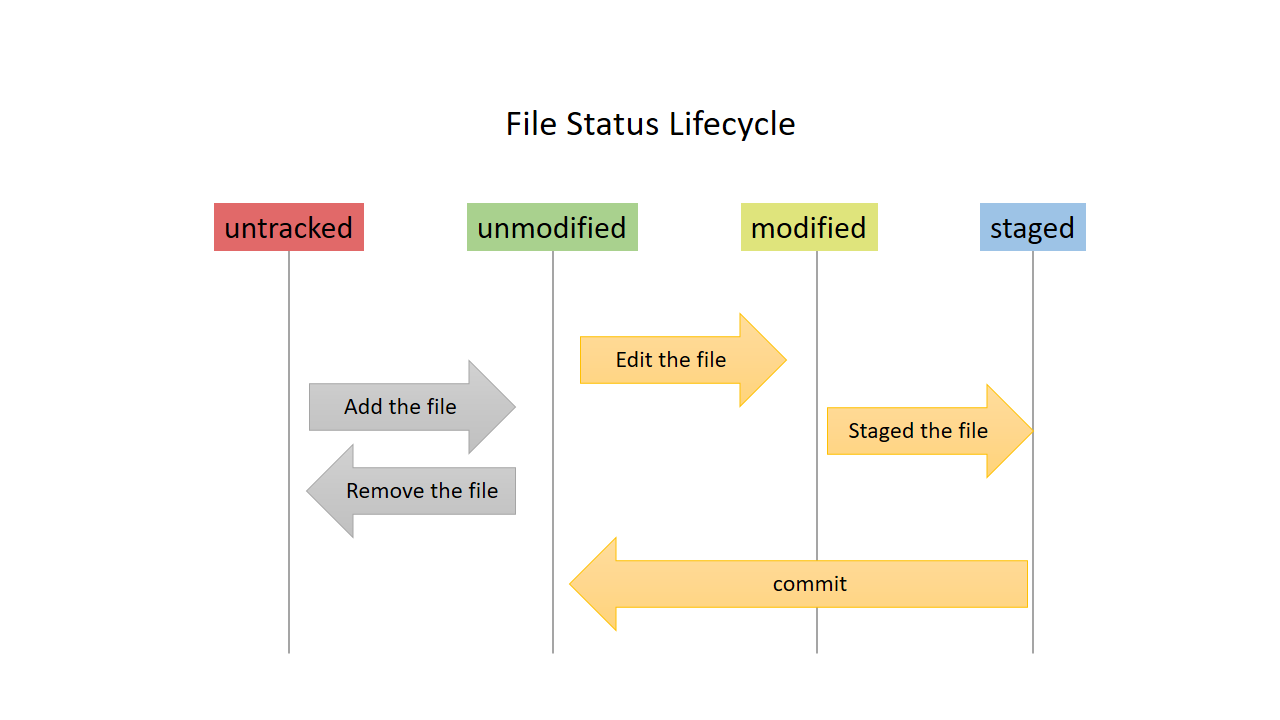 File Status Lifecycle
untracked
unmodified
modified
staged
Edit the file
Add the file
Staged the file
Remove the file
commit